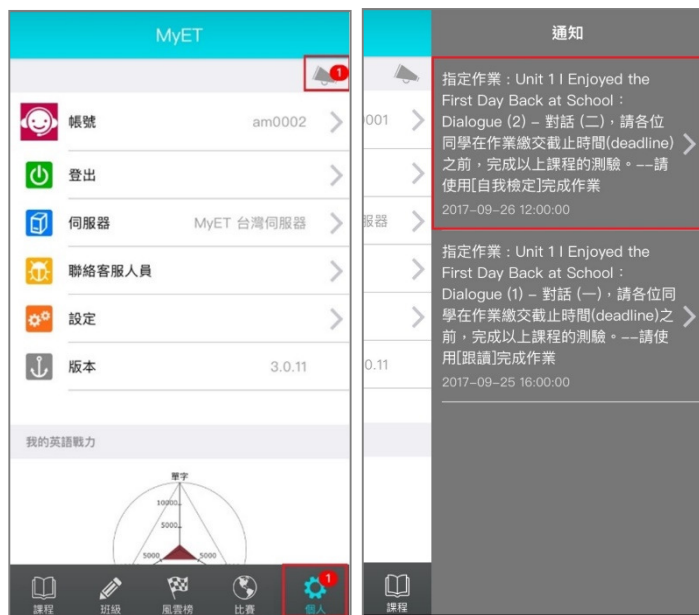 MyET
1
帳號
am0002
登出
伺服器
MyET 台灣伺服器
聯絡客服人員
設定
版本
3.0.11
我的英語戰力
單字
10000
5000
5000
5000
課程
班級
風雲榜
比賽
個人
1
001
服器
0.11
課程
通知
指定作業：Unit 1 I Enjoyed the
First Day Back at School：
Dialogue (2) – 對話 (二)，請各位
同學在作業繳交截止時間(deadline)
之前，完成以上課程的測驗。––請
使用[自我檢定]完成作業
2017–09–26 12:00:00
指定作業：Unit 1 I Enjoyed the
First Day Back at School：
Dialogue (1) – 對話 (一)，請各位同
學在作業繳交截止時間(deadline)之
前，完成以上課程的測驗。––請使
用[跟讀]完成作業
2017–09–25 16:00:00